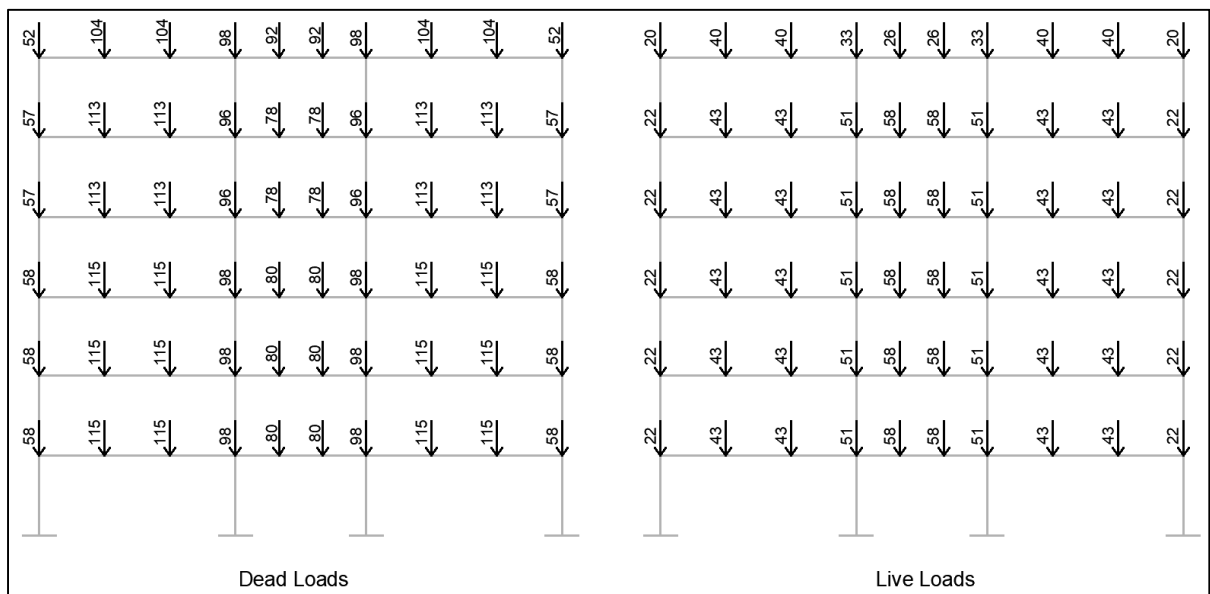 52 104 104 98 92 92 98 104 104 52 20 40 40 33 26 26 33 40 40 20
57 113 113 96 78 78 96 113 113 57 22 43 43 51 58 58 51 43 43 22
57 113 113 96 78 78 96 113 113 57 22 43 43 51 58 58 51 43 43 22
58 115 115 98 80 80 98 115 115 58 22 43 43 51 58 58 51 43 43 22
58 115 115 98 80 80 98 115 115 58 22 43 43 51 58 58 51 43 43 22
58 115 115 98 80 80 98 115 115 58 22 43 43 51 58 58 51 43 43 22
Dead Loads Live Loads